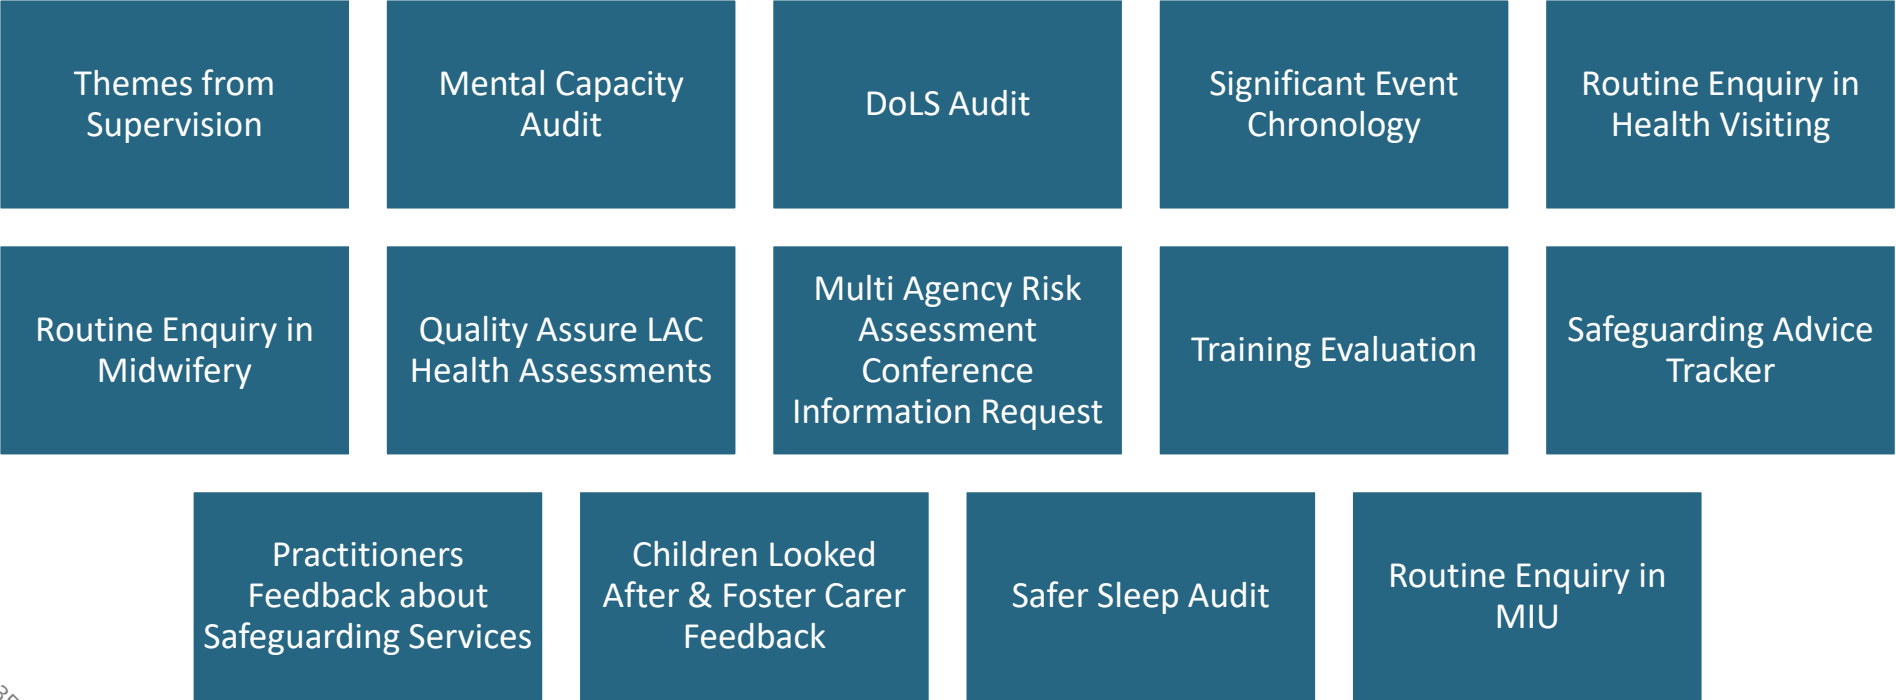 Themes from
Supervision
Mental Capacity
Audit
DoLS Audit
Significant Event
Chronology
Routine Enquiry in
Health Visiting
Routine Enquiry in
Midwifery
Quality Assure LAC
Health Assessments
Multi Agency Risk
Assessment
Conference
Information Request
Training Evaluation
Safeguarding Advice
Tracker
Practitioners
Feedback about
Safeguarding Services
Children Looked
After & Foster Carer
Feedback
Safer Sleep Audit
Routine Enquiry in
MIU